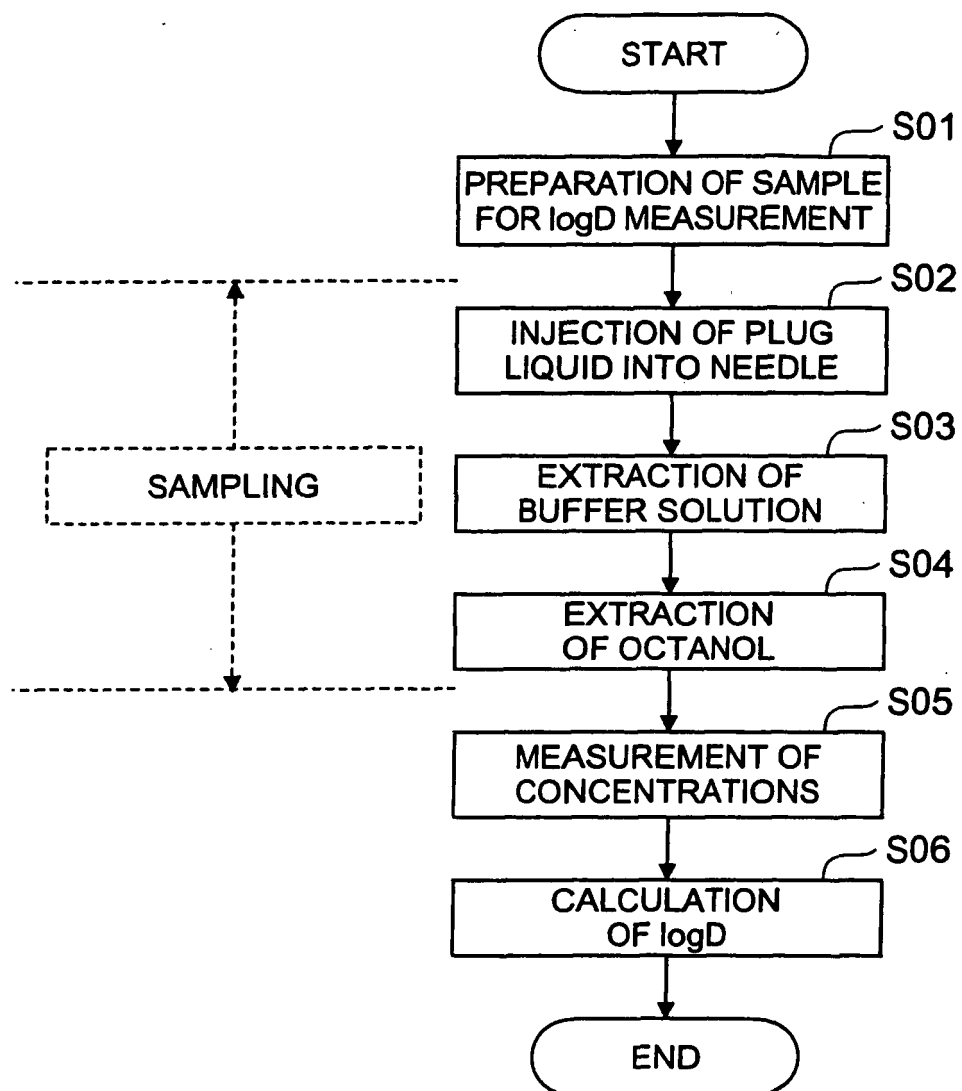 START
S01
PREPARATION OF SAMPLE
FOR logD MEASUREMENT
S02
INJECTION OF PLUG
LIQUID INTO NEEDLE
S03
EXTRACTION OF
BUFFER SOLUTION
SAMPLING
S04
EXTRACTION
OF OCTANOL
S05
MEASUREMENT OF
CONCENTRATIONS
S06
CALCULATION
OF logD
END